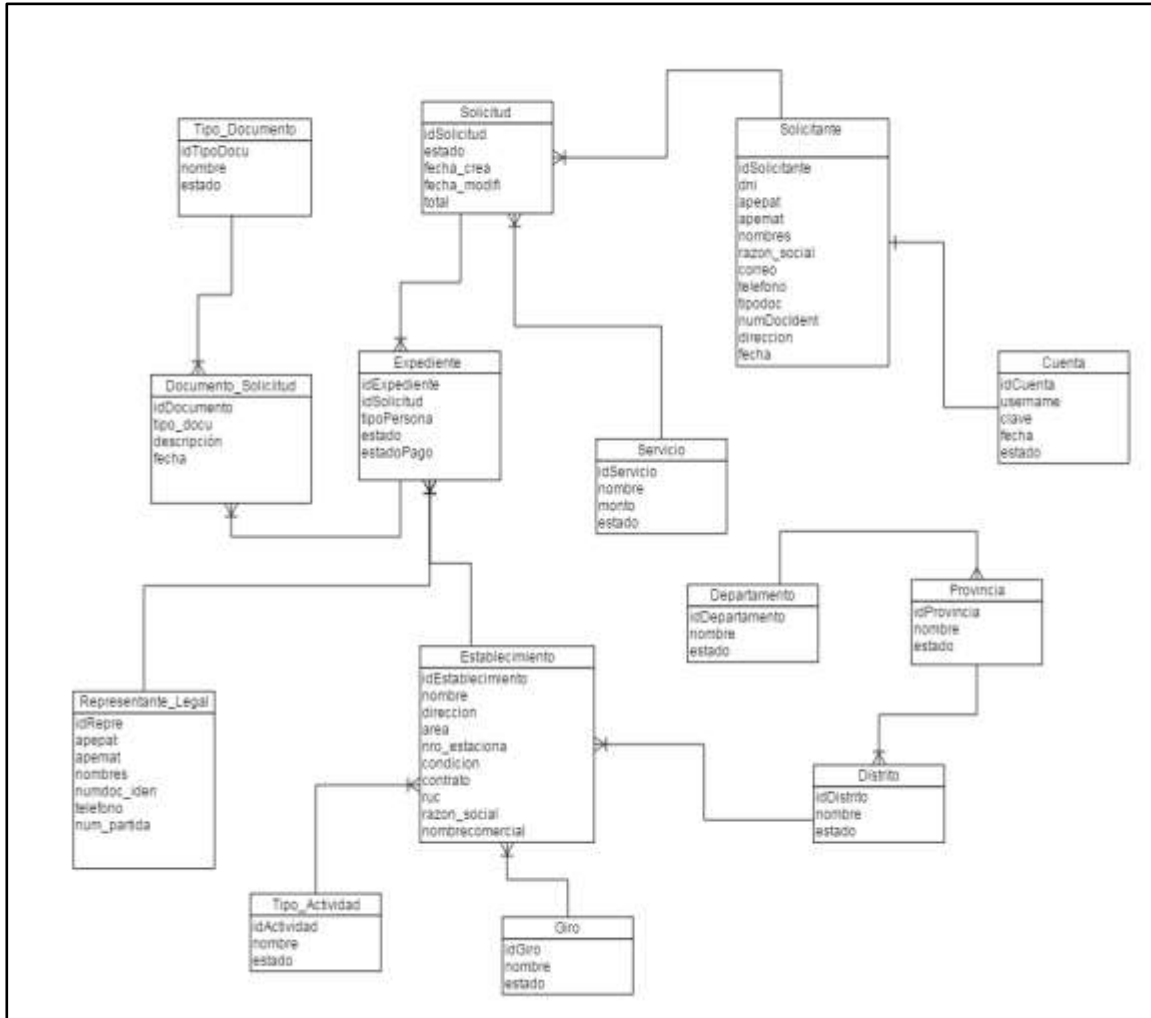 Solicitud
idSolicitud
estado
fecha_crea
fecha_modifi
total
Tipo_Documento
idTipoDocu
nombre
estado
Solicitante
idSolicitante
dni
apepat
apemat
nombres
razon_social
correo
telefono
tipodoc
numDocIdent
direccion
fecha
Expediente
idExpediente
idSolicitud
tipoPersona
estado
estadoPago
Documento_Solicitud
idDocumento
tipo_docu
descripción
fecha
Cuenta
idCuenta
username
clave
fecha
estado
Servicio
idServicio
nombre
monto
estado
Departamento
idDepartamento
nombre
estado
Provincia
idProvincia
nombre
estado
Establecimiento
idEstablecimiento
nombre
direccion
area
nro_estaciona
condicion
contrato
ruc
razon_social
nombrecomercial
Representante_Legal
idRepre
apepat
apemat
nombres
numdoc_iden
telefono
num_partida
Distrito
idDistrito
nombre
estado
Tipo_Actividad
idActividad
nombre
estado
Giro
idGiro
nombre
estado